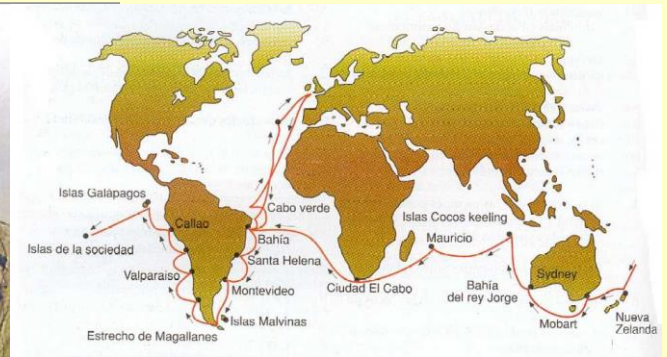 Islas Galápagos
Callao
Islas de la sociedad
Valparaiso
Estrecho de Magallanes
Cabo verde
Bahía
Santa Helena
Montevideo
Islas Malvinas
Ciudad El Cabo
Islas Cocos keeling
Mauricio
Bahía
del rey Jorge
Sydney
Mobart
Nueva
Zelanda